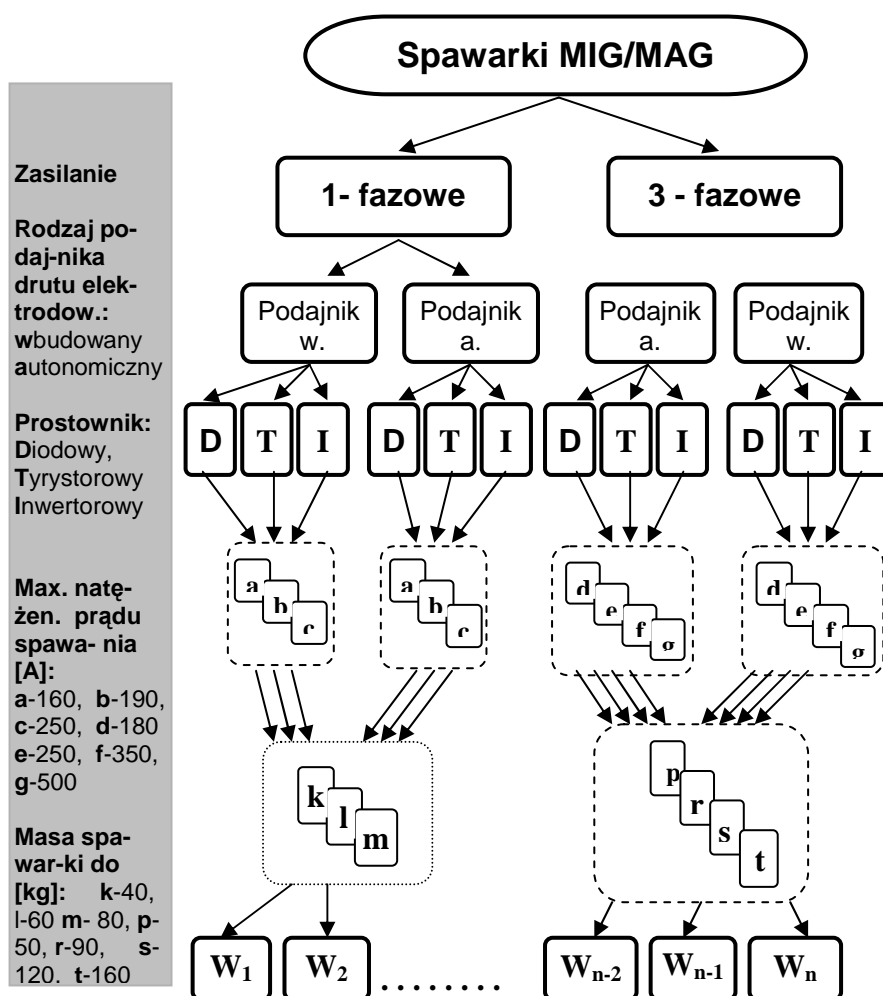 Spawarki MIG/MAG
1- fazowe
3 - fazowe
Podajnik
w.
Podajnik
a.
Podajnik
a.
Podajnik
w.
D T I D T I D T I D T I
a b c
a b c
d e f g
d e f g
k l m
p r s t
W1 W2 ........ Wn-2 Wn-1 Wn
Zasilanie
Rodzaj po-
daj-nika
drutu elek-
trodow.:
wbudowany
autonomiczny
Prostownik:
Diodowy,
Tyrystorowy
Inwertorowy
Max. natę-
żen. prądu
spawa- nia
[A]:
a-160, b-190,
c-250, d-180
e-250, f-350,
g-500
Masa spa-
war-ki do
[kg]: k-40,
l-60 m- 80, p-
50, r-90, s-
120. t-160